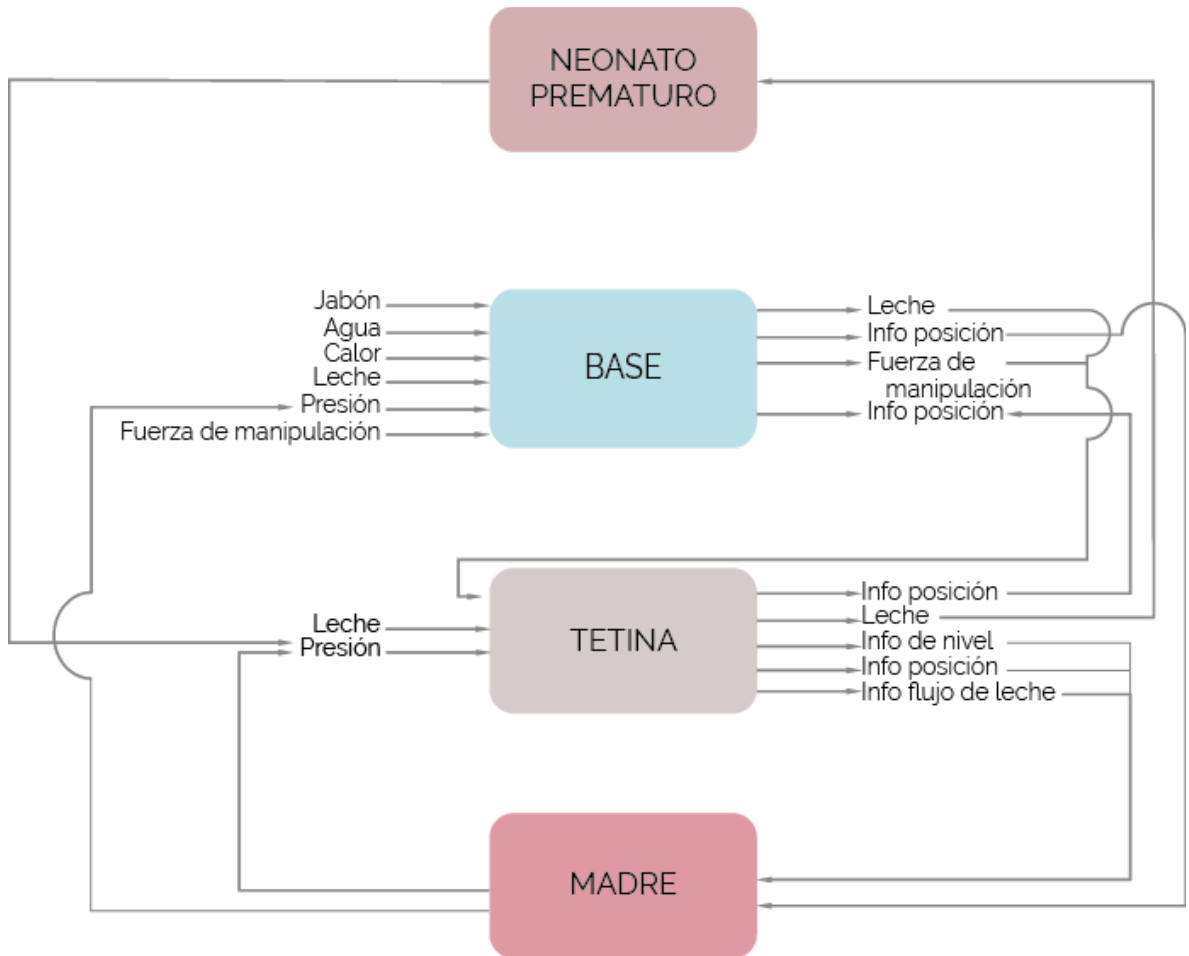 NEONATO
PREMATURO
Jabón
Agua
Calor
Leche
Presión
Fuerza de manipulación
BASE
Leche
Info posición
Fuerza de
manipulación
Info posición
Leche
Presión
TETINA
Info posición
Leche
Info de nivel
Info posición
Info flujo de leche
MADRE